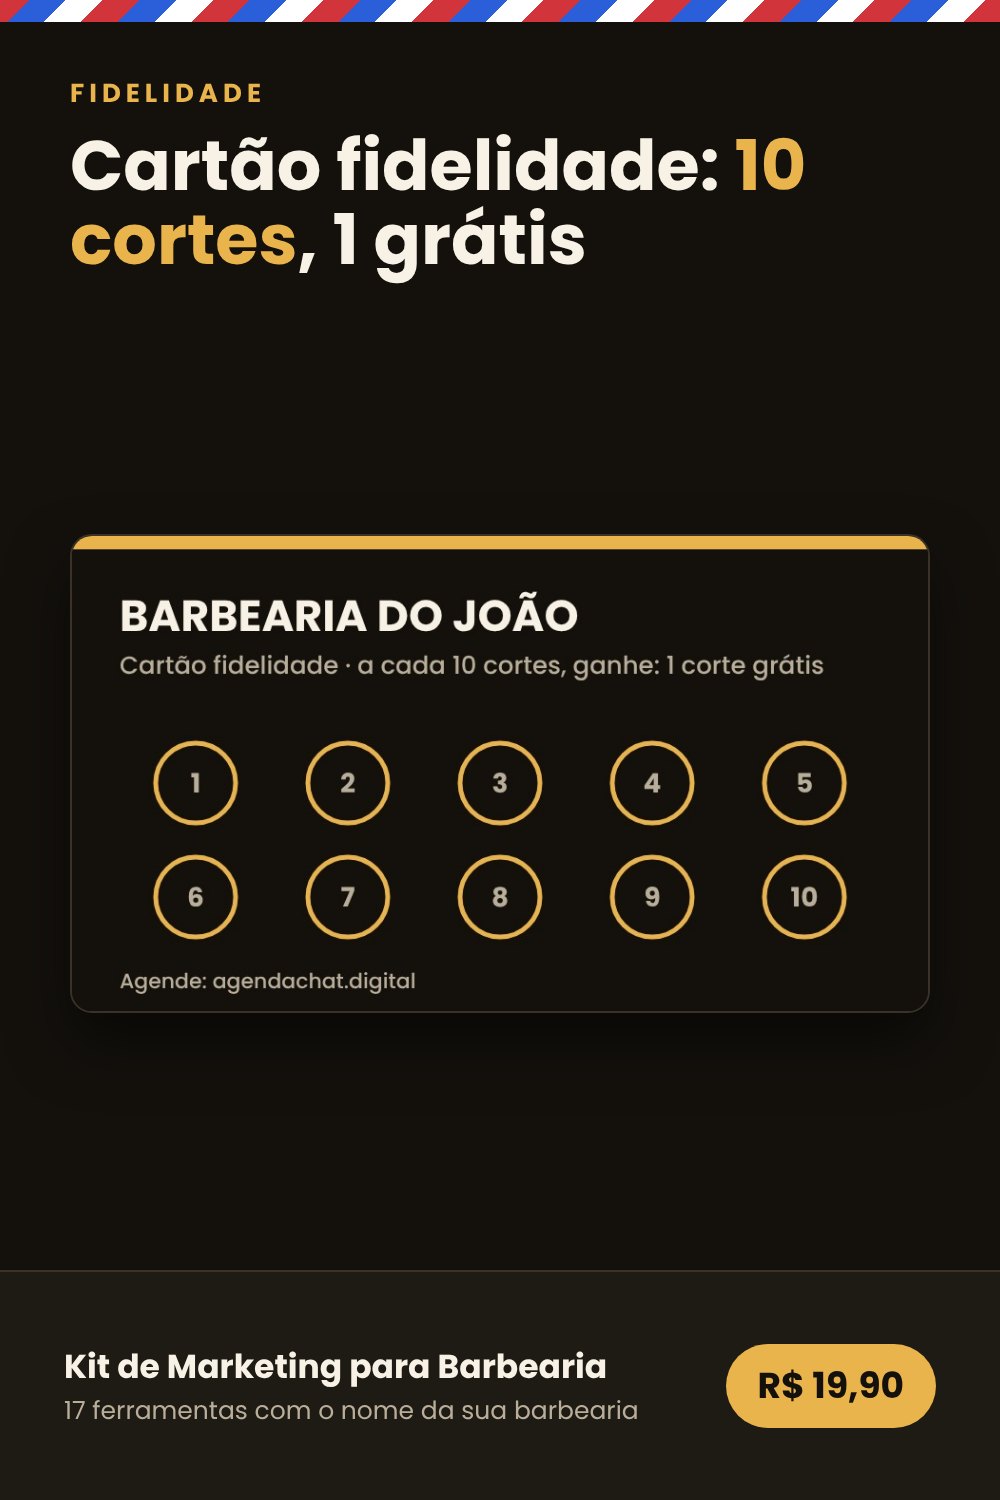 FIDELIDADE
Cartão fidelidade: 10
cortes, 1 grátis
BARBEARIA DO JOÃO
Cartão fidelidade · a cada 10 cortes, ganhe: 1 corte grátis
1 2 3 4 5
6 7 8 9 10
Agende: agendachat.digital
Kit de Marketing para Barbearia
17 ferramentas com o nome da sua barbearia
R$ 19,90